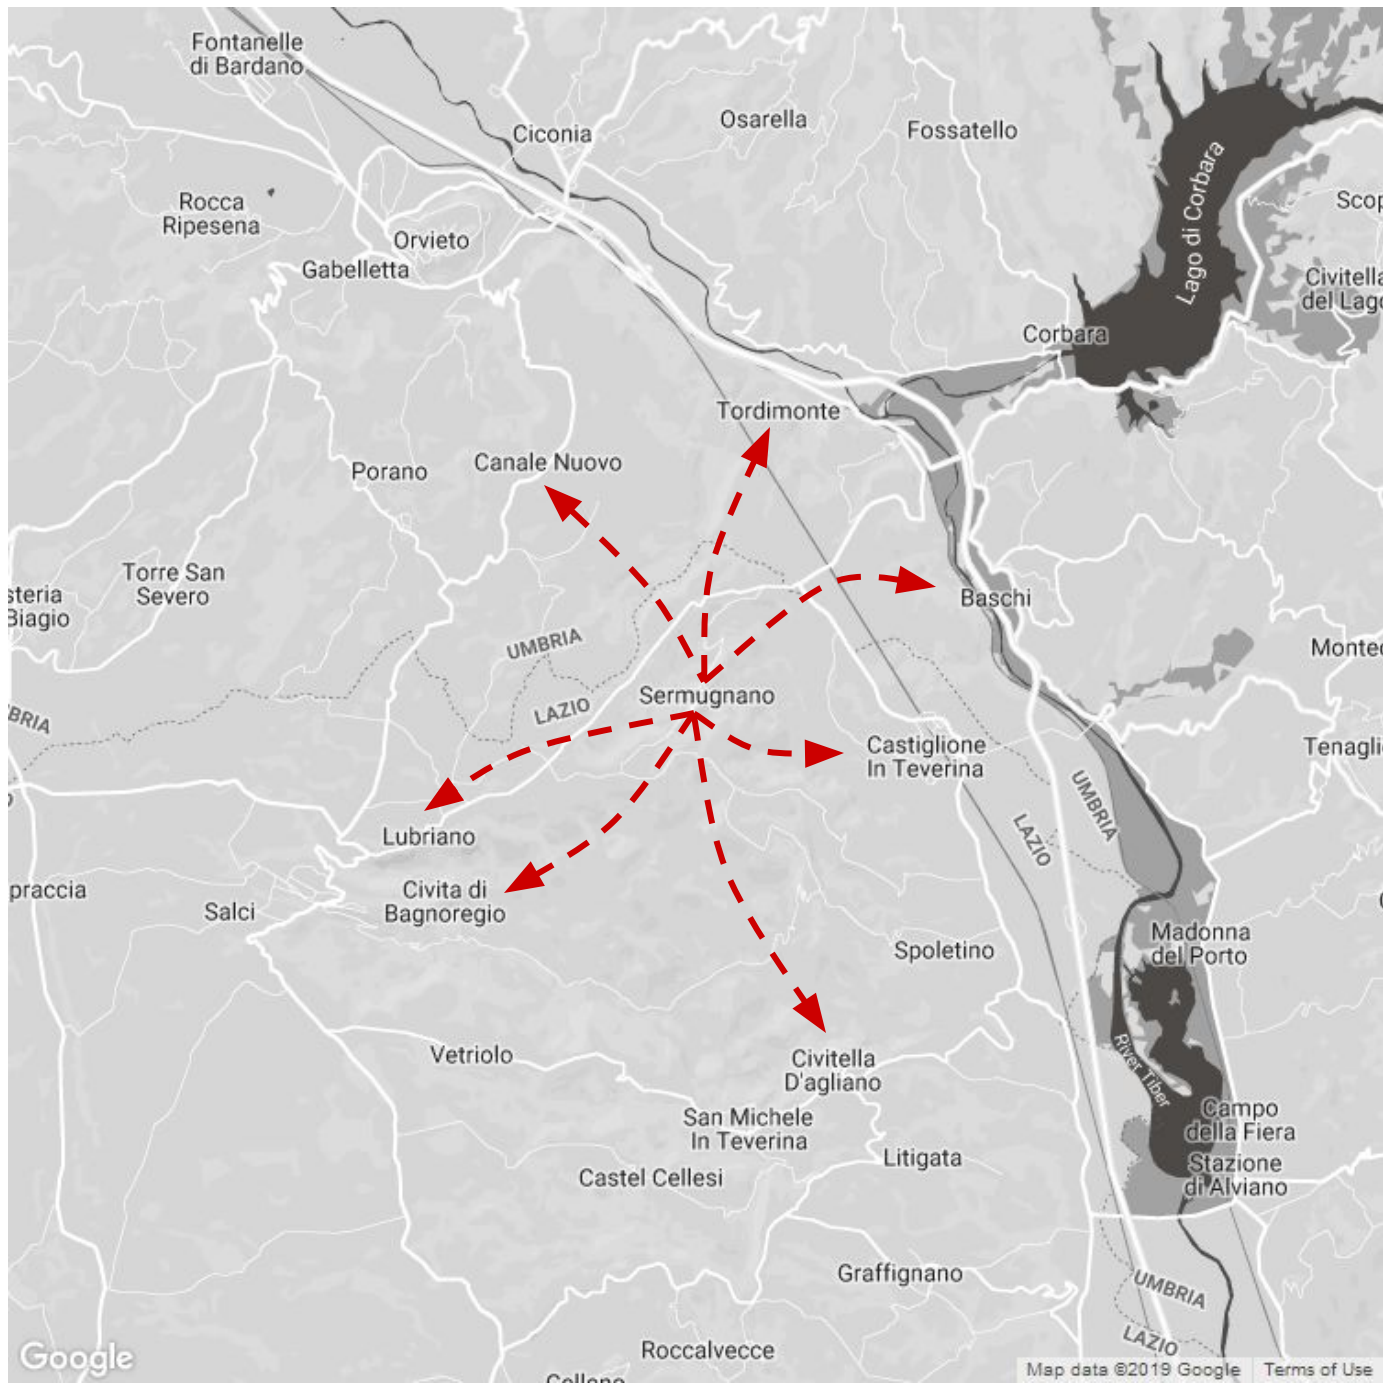 Fontanelle
di Bardano
Ciconia
Osarella
Fossatello
Lago di Corbara
Rocca
Ripesena
Scop
Orvieto
Gabelletta
Civitella
del Lago
Corbara
Tordimonte
Canale Nuovo
Porano
Torre San
Severo
steria
Biagio
Baschi
UMBRIA
Montec
Sermugnano
LAZIO
BRIA
Castiglione
In Teverina
Tenagli
UMBRIA
LAZIO
Lubriano
Civita di
Bagnoregio
praccia
Salci
Spoletino
Madonna
del Porto
Vetriolo
Civitella
D'agliano
River Tiber
San Michele
In Teverina
Campo
della Fiera
Litigata
Stazione
di Alviano
Castel Cellesi
Graffignano
UMBRIA
LAZIO
Roccalvecce
Google
Map data ©2019 Google
Terms of Use
Celleno